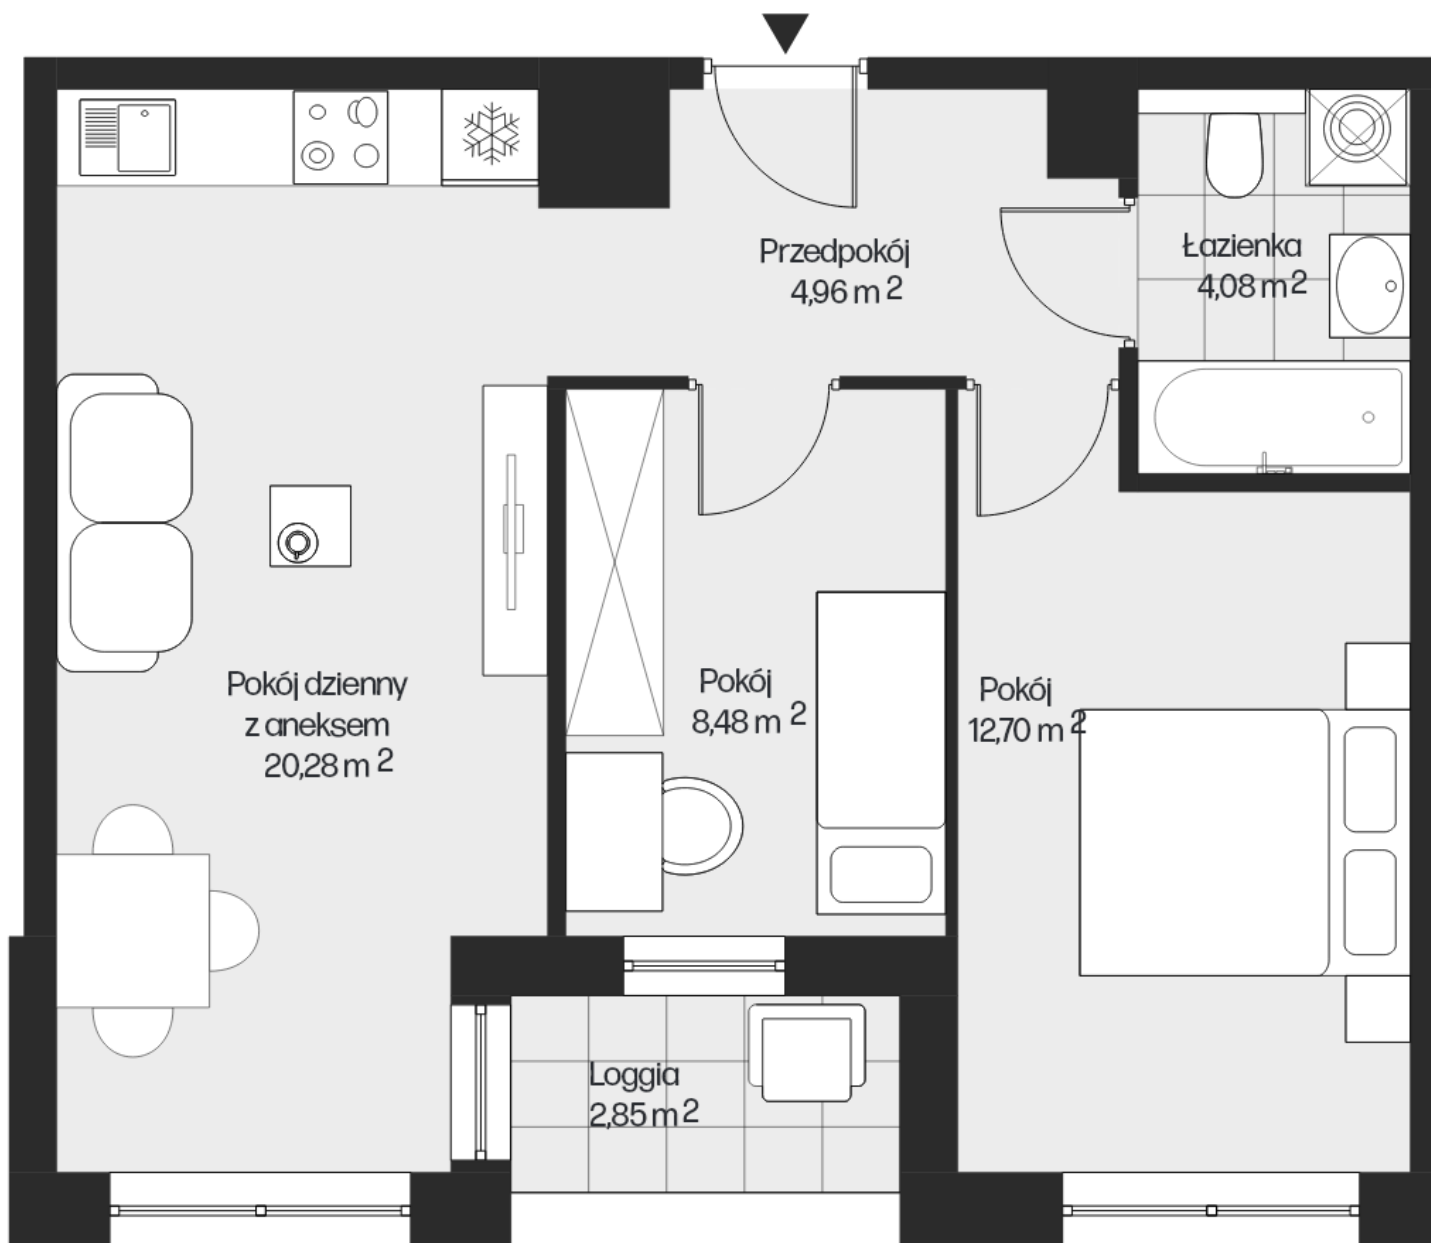 Przedpokój
4,96 m 2
Łazienka
4,08 m 2
Pokój dzienny
z aneksem
20,28 m 2
Pokój
8,48 m 2
Pokój
12,70 m 2
Loggia
2,85 m 2